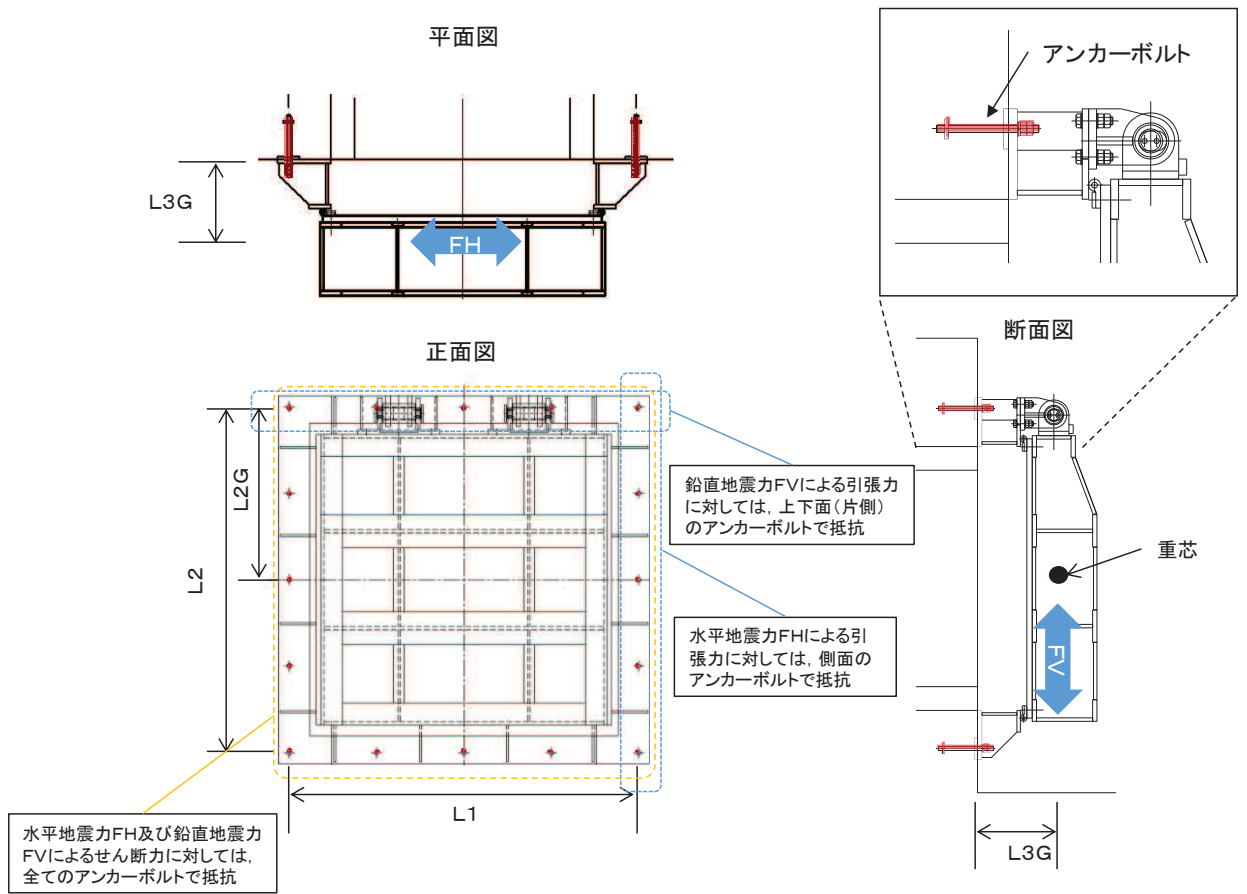 平面図
アンカーボルト
L3G
FH
正面図
断面図
L2G
L2
鉛直地震力FVによる引張力
に対しては，上下面（片側）
のアンカーボルトで抵抗
重芯
水平地震力FHによる引
張力に対しては，側面の
アンカーボルトで抵抗
FV
L1
水平地震力FH及び鉛直地震力
FVによるせん断力に対しては，
全てのアンカーボルトで抵抗
L3G